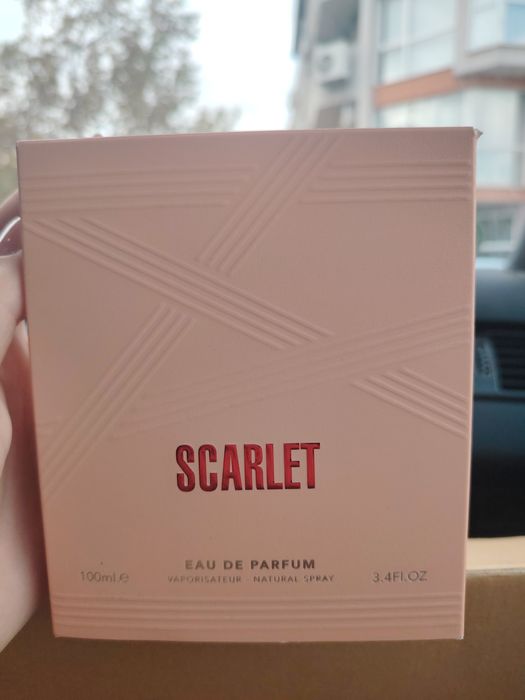 SCARLET
EAU DE PARFUM
100ml.e VAPORISATEUR - NATURAL SPRAY 3.4Fl.OZ